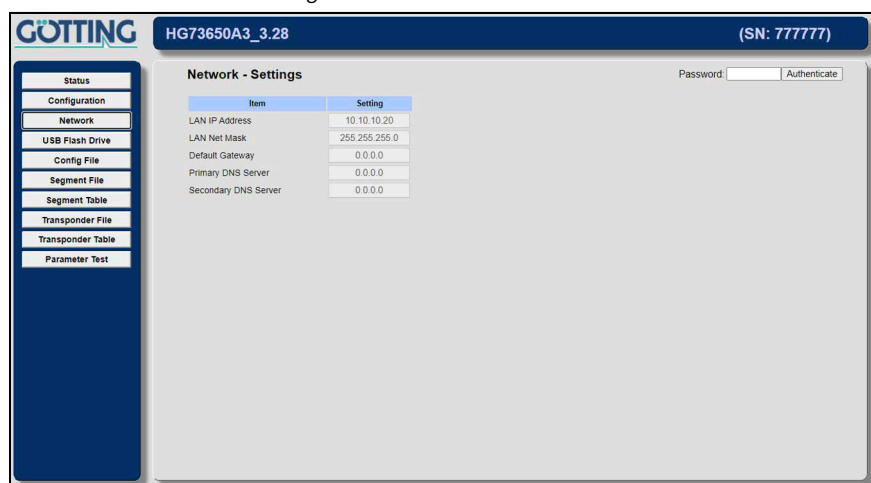 GÖTTING
HG73650A3_3.28
(SN: 777777)
Status
Configuration
Network
USB Flash Drive
Config File
Segment File
Segment Table
Transponder File
Transponder Table
Parameter Test
Network - Settings
Password:
Authenticate
Item Setting
LAN IP Address 10.10.10.20
LAN Net Mask 255.255.255.0
Default Gateway 0.0.0.0
Primary DNS Server 0.0.0.0
Secondary DNS Server 0.0.0.0